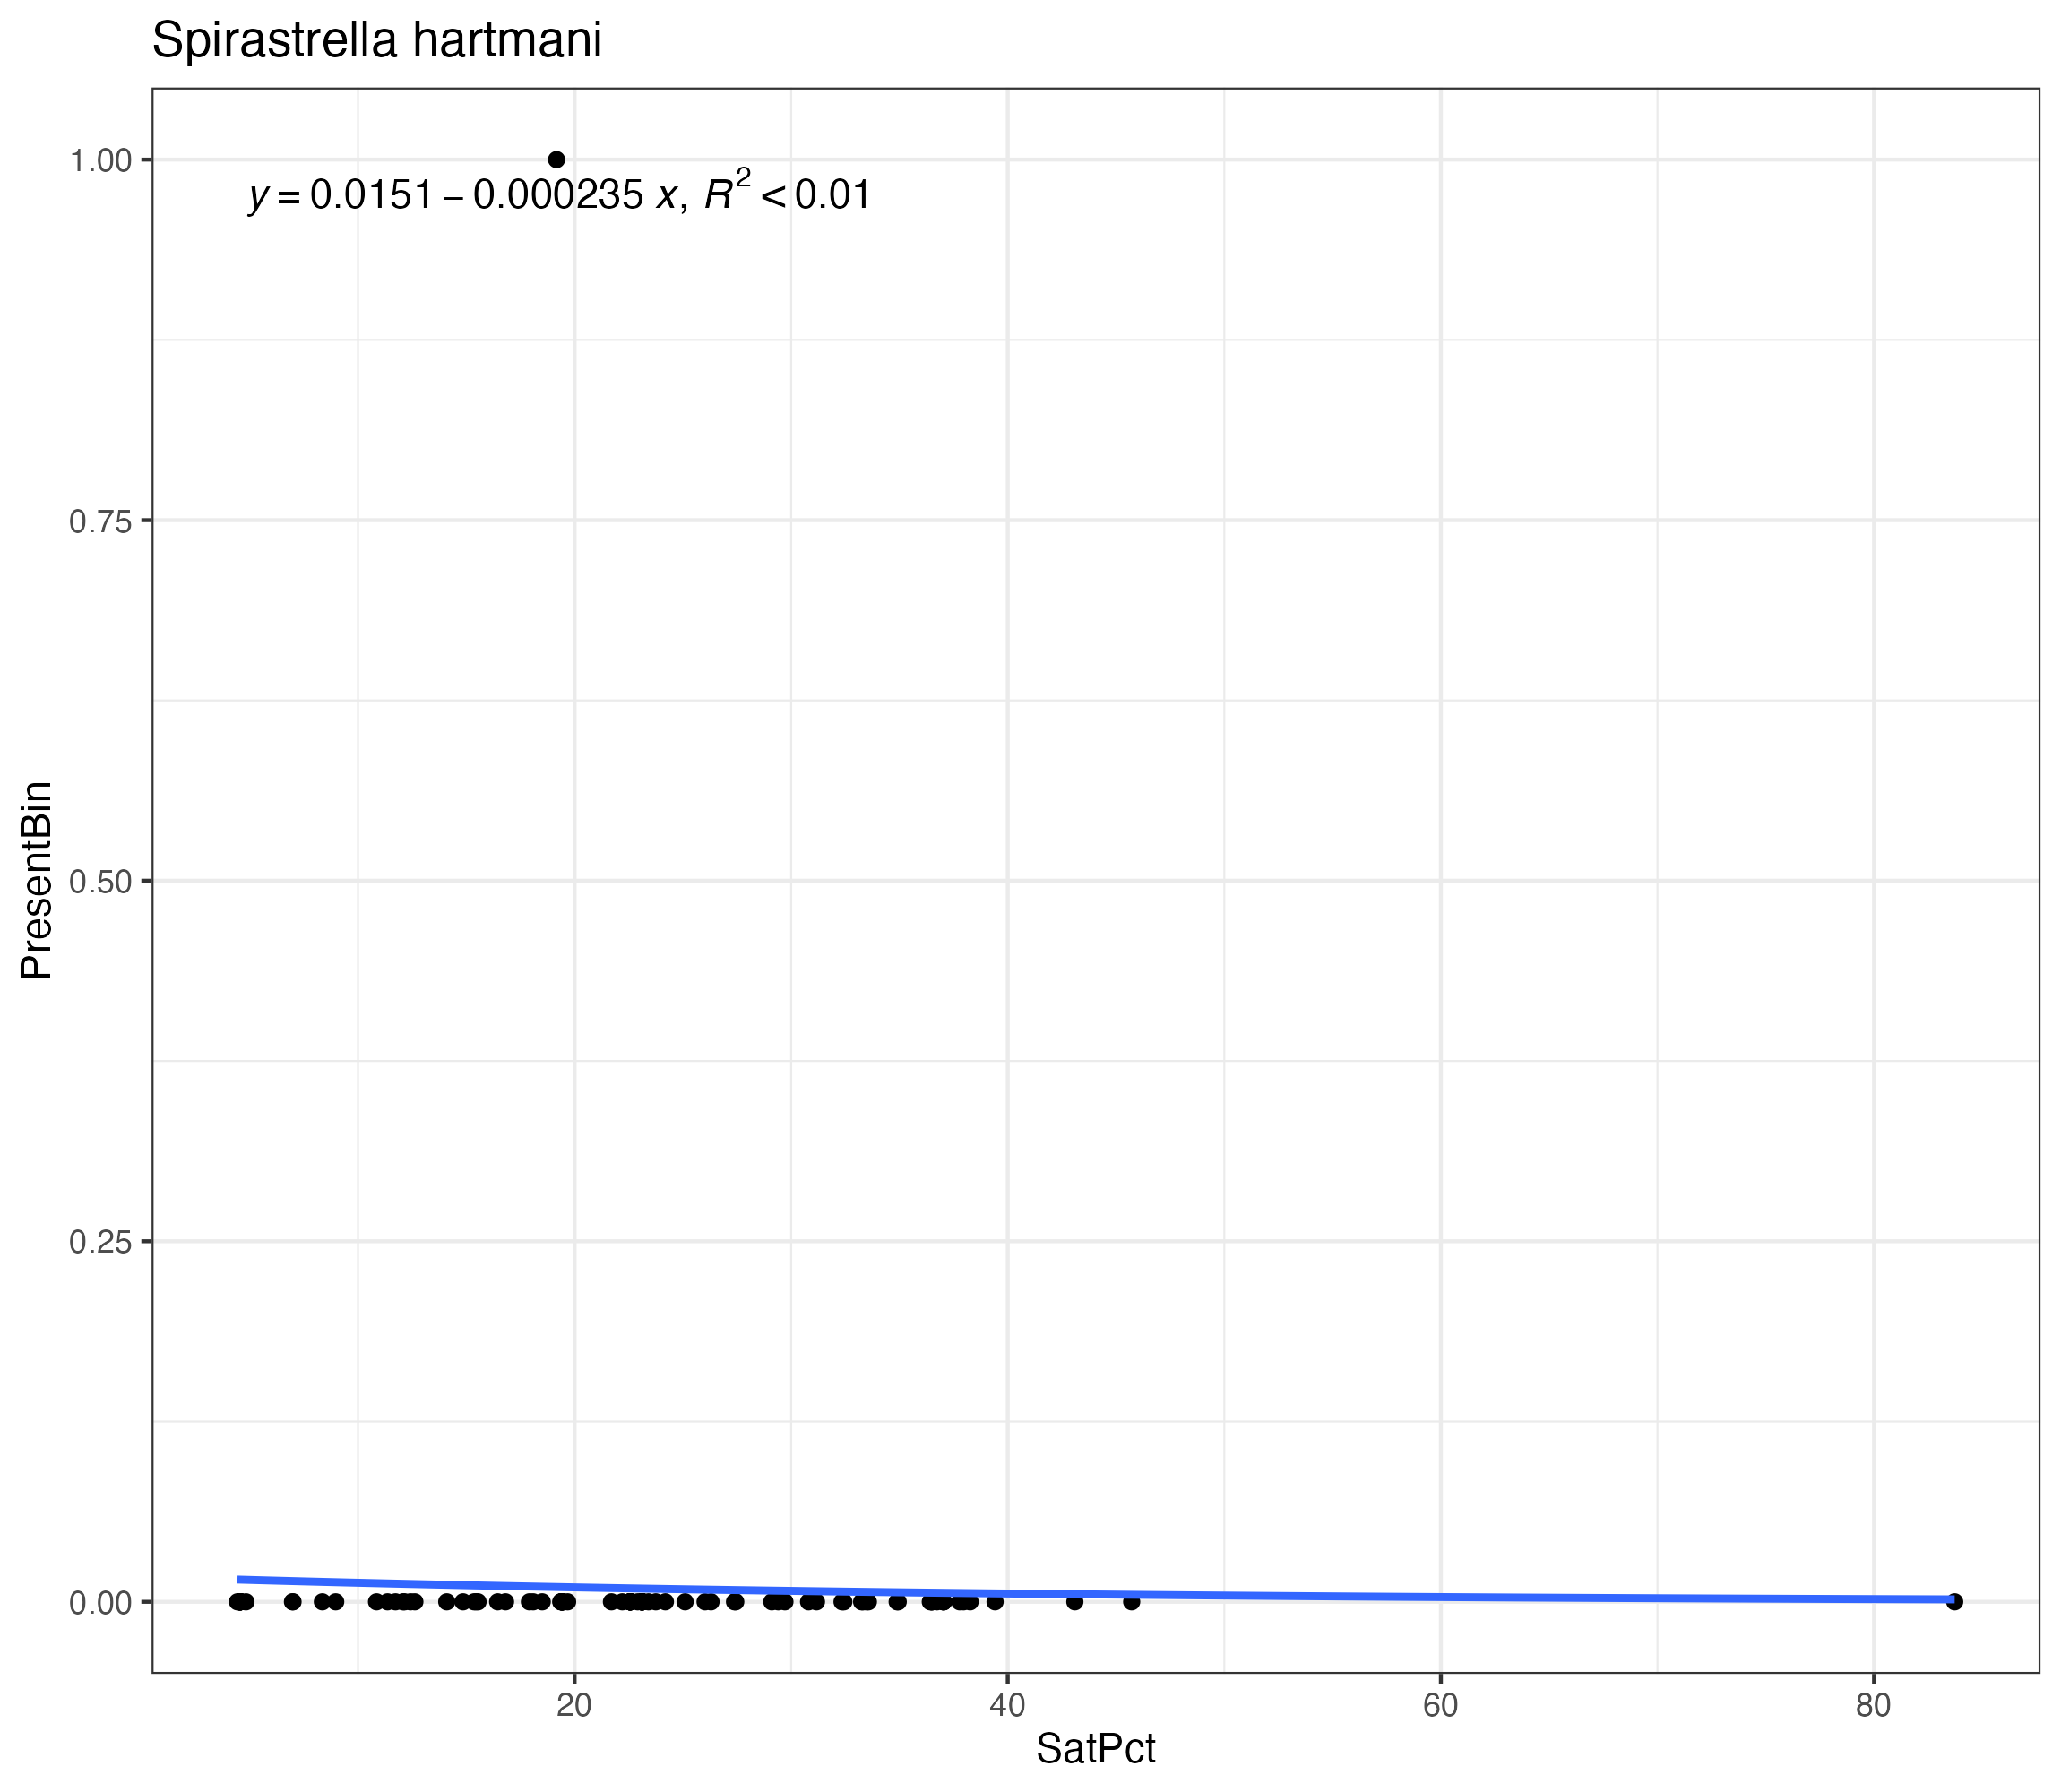 Spirastrella hartmani
1.00
y = 0.0151 − 0.000235 x, R² < 0.01
0.75
0.50
0.25
0.00
PresentBin
20 40 60 80
SatPct